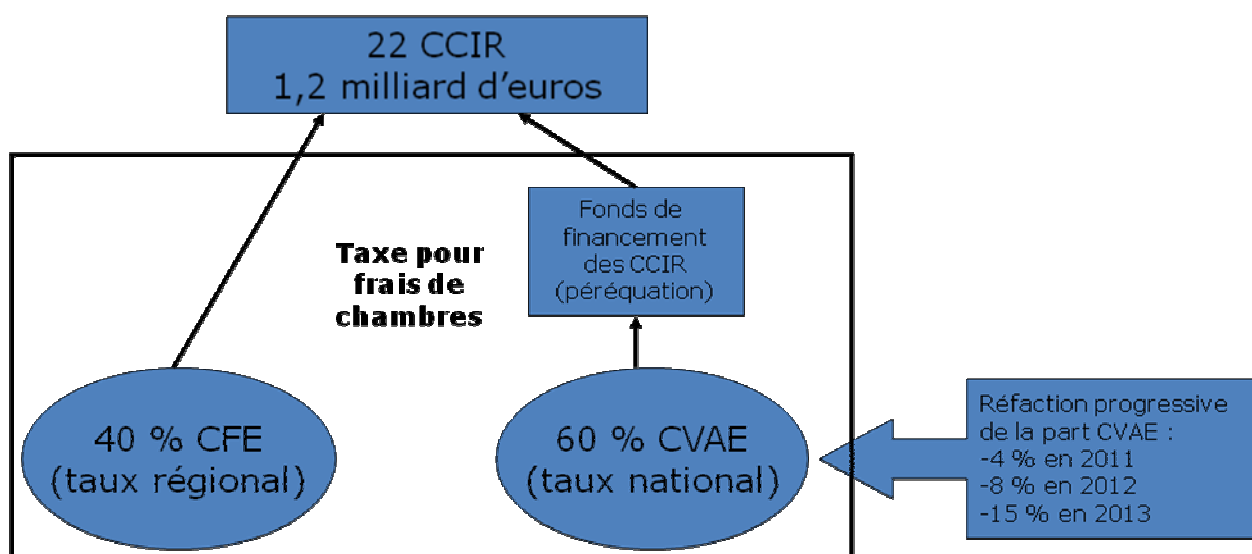 22 CCIR
1,2 milliard d'euros
Fonds de
financement
des CCIR
(péréquation)
Taxe pour
frais de
chambres
40 % CFE
(taux régional)
60 % CVAE
(taux national)
Réfaction progressive
de la part CVAE :
-4 % en 2011
-8 % en 2012
-15 % en 2013